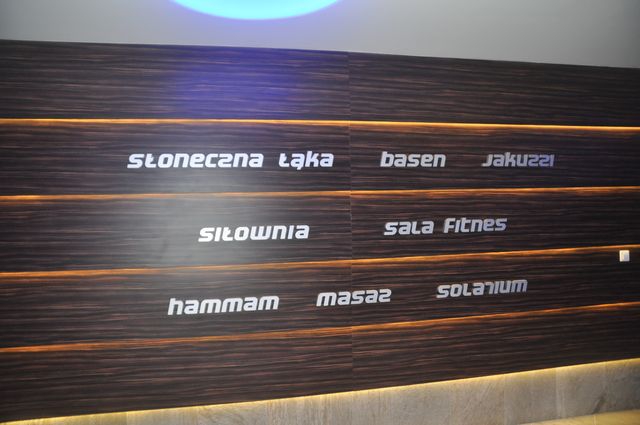 słoneczna łąka basen jakuzzi
siłownia sala fitnes
hammam masaż solarium